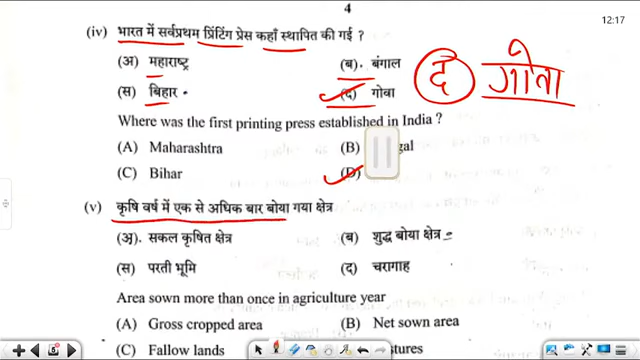 4
12:17
(iv) भारत में सर्वप्रथम प्रिंटिंग प्रेस कहाँ स्थापित की गई ?
(अ) महाराष्ट्र (ब) बंगाल
(स) बिहार (द) गोवा
द गोवा
Where was the first printing press established in India ?
(A) Maharashtra (B) gal
(C) Bihar (D)
(v) कृषि वर्ष में एक से अधिक बार बोया गया क्षेत्र
(अ) सकल कृषित क्षेत्र (ब) शुद्ध बोया क्षेत्र
(स) परती भूमि (द) चरागाह
Area sown more than once in agriculture year
(A) Gross cropped area (B) Net sown area
(C) Fallow lands stures